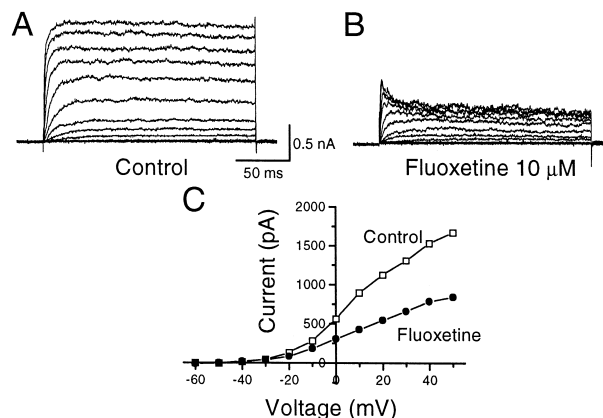 A
B
0.5 nA
50 ms
Control
Fluoxetine 10 μM
C
2000
1500
1000
500
0
Current (pA)
Control
Fluoxetine
-60 -40 -20 0 20 40
Voltage (mV)